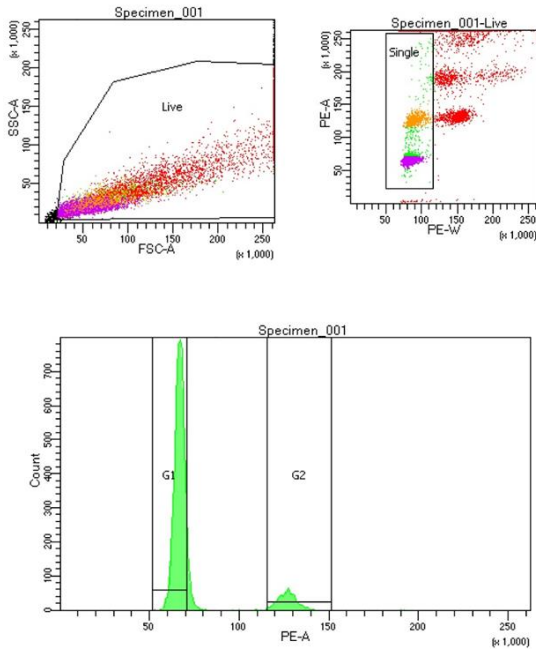 Specimen_001
SSC-A
(x 1,000)
50 100 150 200 250
Live
50 100 150 200 250
FSC-A
(x 1,000)
Specimen_001-Live
PE-A
(x 1,000)
50 100 150 200 250
Single
50 100 150 200 250
PE-W
(x 1,000)
Specimen_001
Count
0 100 200 300 400 500 600 700
G1
G2
50 100 150 200 250
PE-A
(x 1,000)